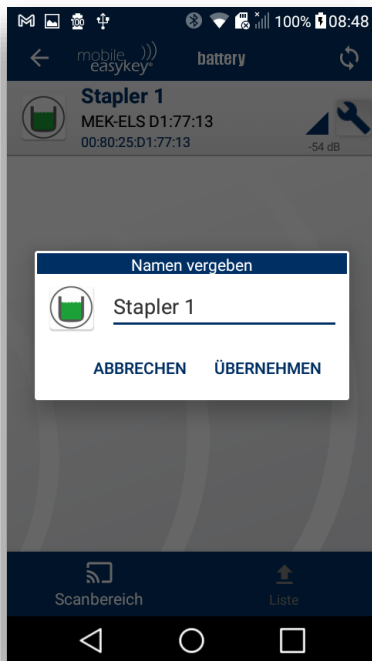 100% 08:48
mobile easykey® battery
Stapler 1
MEK-ELS D1:77:13
00:80:25:D1:77:13
-54 dB
Namen vergeben
Stapler 1
ABBRECHEN ÜBERNEHMEN
Scanbereich Liste